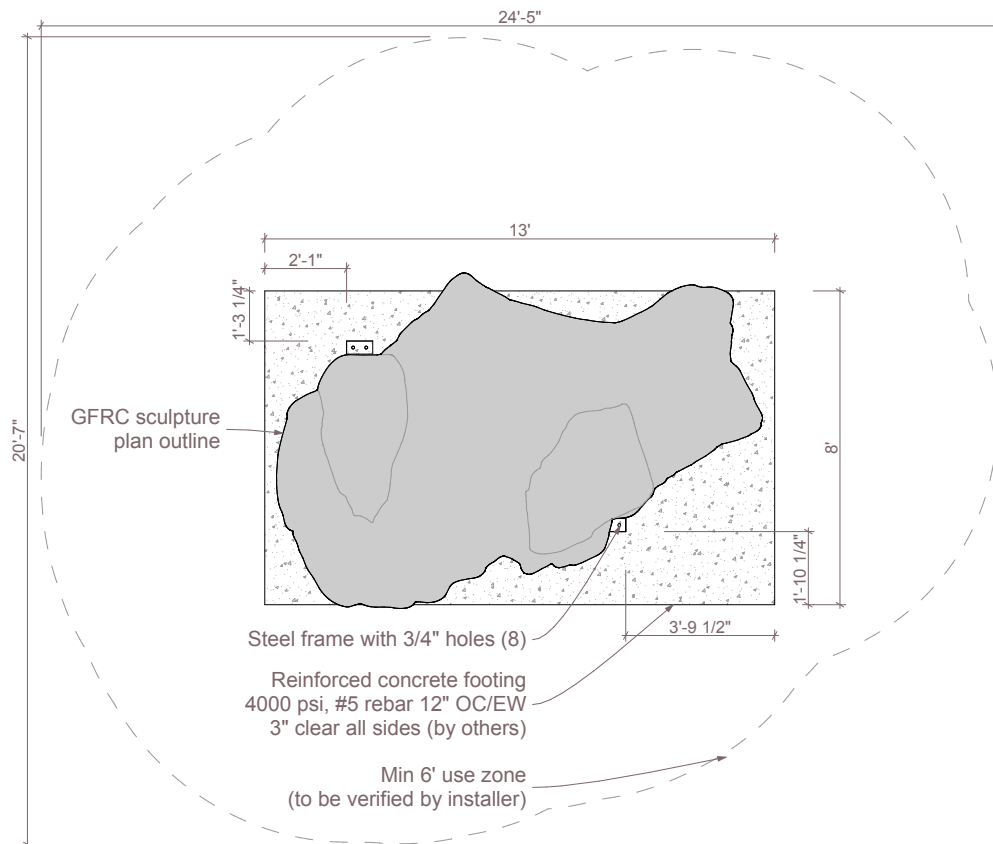 24'-5"
20'-7"
13'
2'-1"
1'-3 1/4"
GFRC sculpture
plan outline
8'
1'-10 1/4"
3'-9 1/2"
Steel frame with 3/4" holes (8)
Reinforced concrete footing
4000 psi, #5 rebar 12" OC/EW
3" clear all sides (by others)
Min 6' use zone
(to be verified by installer)